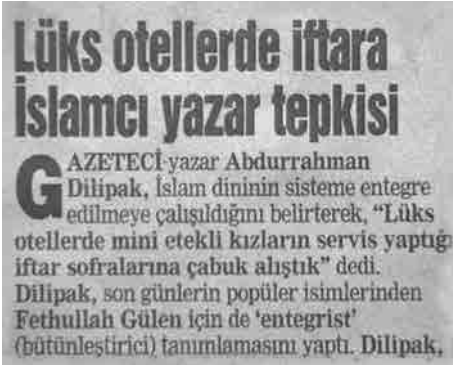 Lüks otellerde iftara
İslamcı yazar tepkisi
GAZETECİ-yazar Abdurrahman
Dilipak, İslam dininin sisteme entegre
edilmeye çalışıldığını belirterek, “Lüks
otellerde mini etekli kızların servis yaptığı
iftar sofralarına çabuk alıştık” dedi.
Dilipak, son günlerin popüler isimlerinden
Fethullah Gülen için de ‘entegrist’
(bütünleştirici) tanımlamasını yaptı. Dilipak,